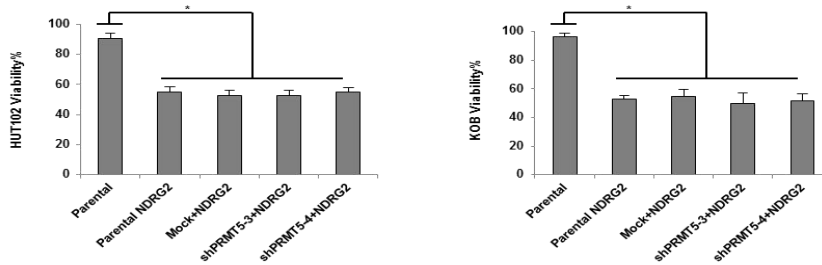 *
HUT102 Viability%
100
80
60
40
20
0
Parental
Parental NDRG2
Mock+NDRG2
shPRMT5-3+NDRG2
shPRMT5-4+NDRG2
*
KOB Viability%
100
80
60
40
20
0
Parental
Parental NDRG2
Mock+NDRG2
shPRMT5-3+NDRG2
shPRMT5-4+NDRG2